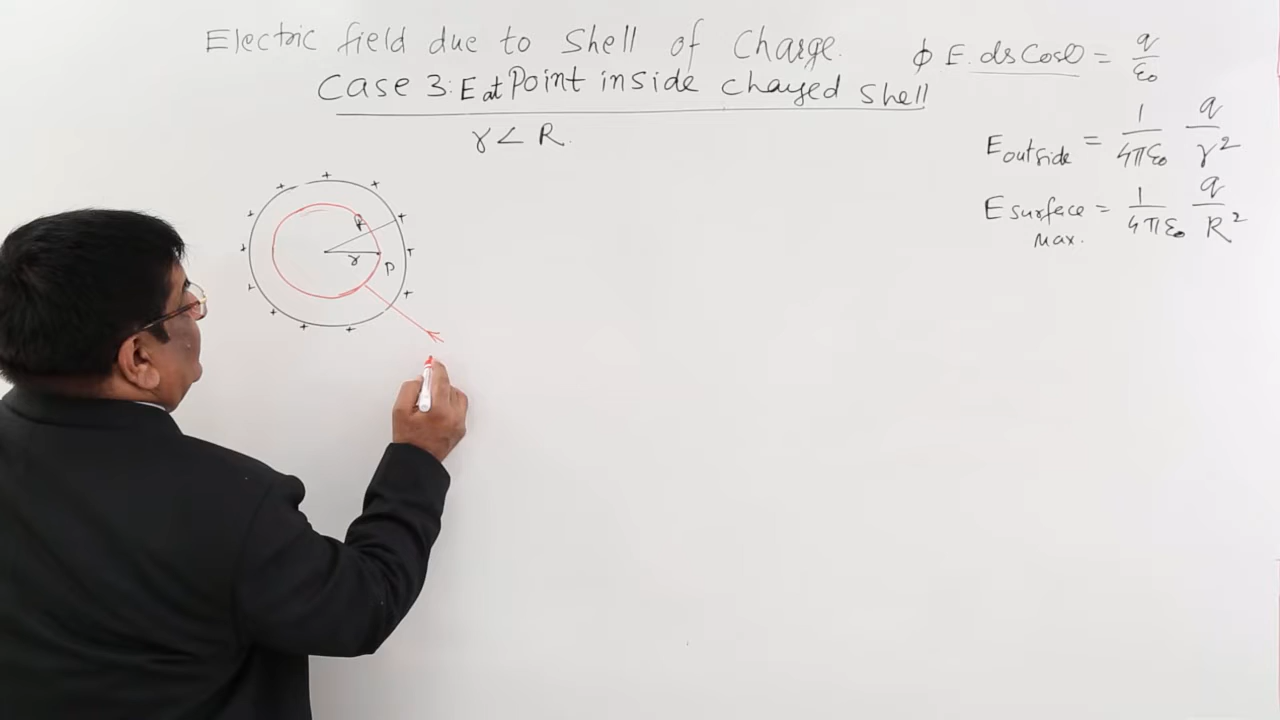 Electric field due to Shell of Charge.
Case 3: E at Point inside charged Shell
r < R.
R
r
P
∮ E. ds Cosθ = q/ε₀
E outside = 1/4πε₀ q/r²
E surface = 1/4πε₀ q/R²
Max.